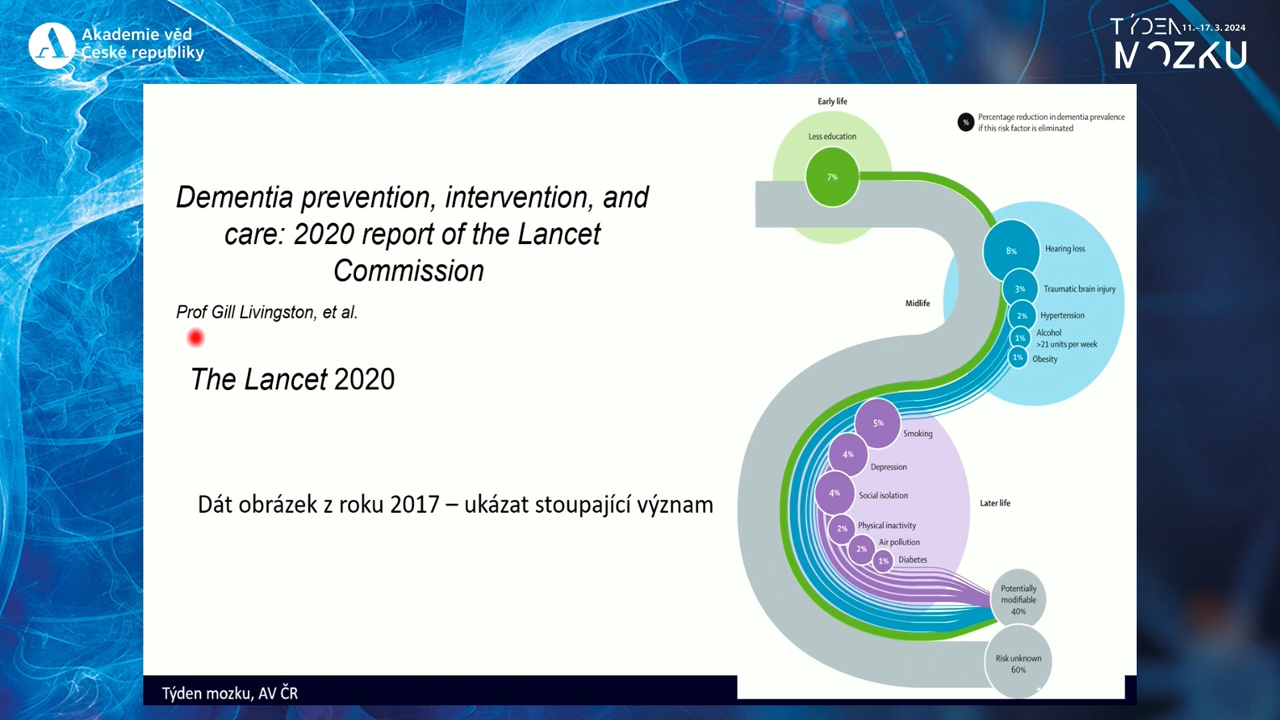 Akademie věd
České republiky
TÝDEN 11.–17. 3. 2024
MOZKU
Dementia prevention, intervention, and
care: 2020 report of the Lancet
Commission
Prof Gill Livingston, et al.
The Lancet 2020
Dát obrázek z roku 2017 – ukázat stoupající význam
Early life
% Percentage reduction in dementia prevalence
if this risk factor is eliminated
Less education
7%
8% Hearing loss
3% Traumatic brain injury
Midlife
2% Hypertension
1% Alcohol
>21 units per week
1% Obesity
5% Smoking
4% Depression
4% Social isolation
Later life
2% Physical inactivity
2% Air pollution
1% Diabetes
Potentially
modifiable
40%
Risk unknown
60%
Týden mozku, AV ČR